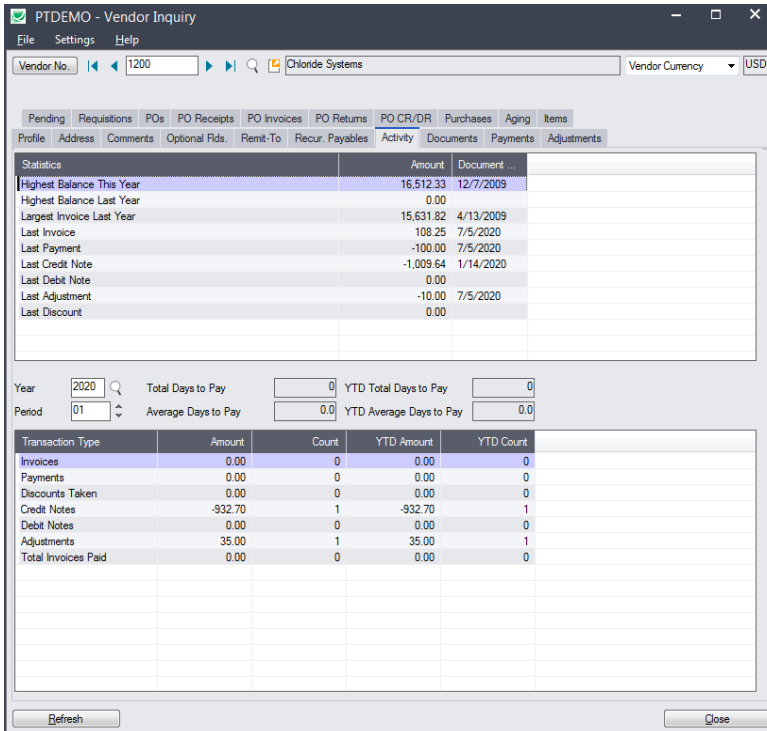 PTDEMO - Vendor Inquiry
File Settings Help
Vendor No. 1200 Chloride Systems Vendor Currency USD
Pending Requisitions POs PO Receipts PO Invoices PO Returns PO CR/DR Purchases Aging Items
Profile Address Comments Optional Flds. Remit-To Recur. Payables Activity Documents Payments Adjustments
Statistics Amount Document ...
Highest Balance This Year 16,512.33 12/7/2009
Highest Balance Last Year 0.00
Largest Invoice Last Year 15,631.82 4/13/2009
Last Invoice 108.25 7/5/2020
Last Payment -100.00 7/5/2020
Last Credit Note -1,009.64 1/14/2020
Last Debit Note 0.00
Last Adjustment -10.00 7/5/2020
Last Discount 0.00
Year 2020 Total Days to Pay 0 YTD Total Days to Pay 0
Period 01 Average Days to Pay 0.0 YTD Average Days to Pay 0.0
Transaction Type Amount Count YTD Amount YTD Count
Invoices 0.00 0 0.00 0
Payments 0.00 0 0.00 0
Discounts Taken 0.00 0 0.00 0
Credit Notes -932.70 1 -932.70 1
Debit Notes 0.00 0 0.00 0
Adjustments 35.00 1 35.00 1
Total Invoices Paid 0.00 0 0.00 0
Refresh Close